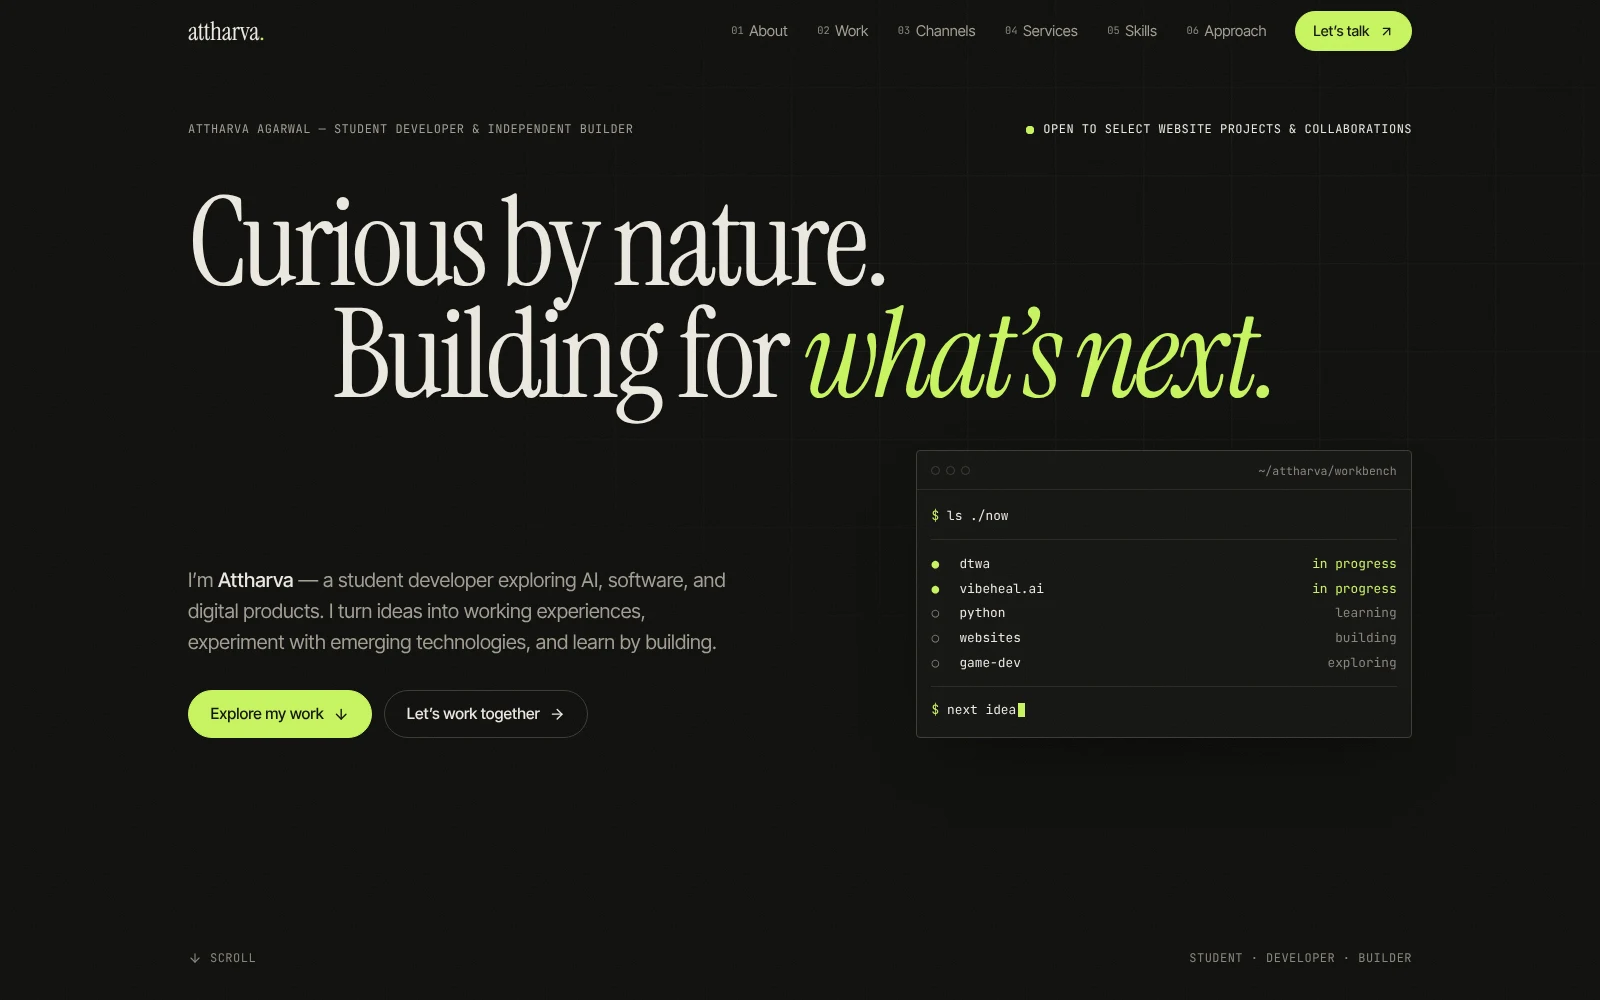 attharva.
01 About 02 Work 03 Channels 04 Services 05 Skills 06 Approach Let’s talk ↗
ATTHARVA AGARWAL — STUDENT DEVELOPER & INDEPENDENT BUILDER
OPEN TO SELECT WEBSITE PROJECTS & COLLABORATIONS
Curious by nature.
Building for what’s next.
~/attharva/workbench
$ ls ./now
dtwa in progress
vibeheal.ai in progress
python learning
websites building
game-dev exploring
$ next idea
I’m Attharva — a student developer exploring AI, software, and
digital products. I turn ideas into working experiences,
experiment with emerging technologies, and learn by building.
Explore my work ↓
Let’s work together →
↓ SCROLL
STUDENT · DEVELOPER · BUILDER